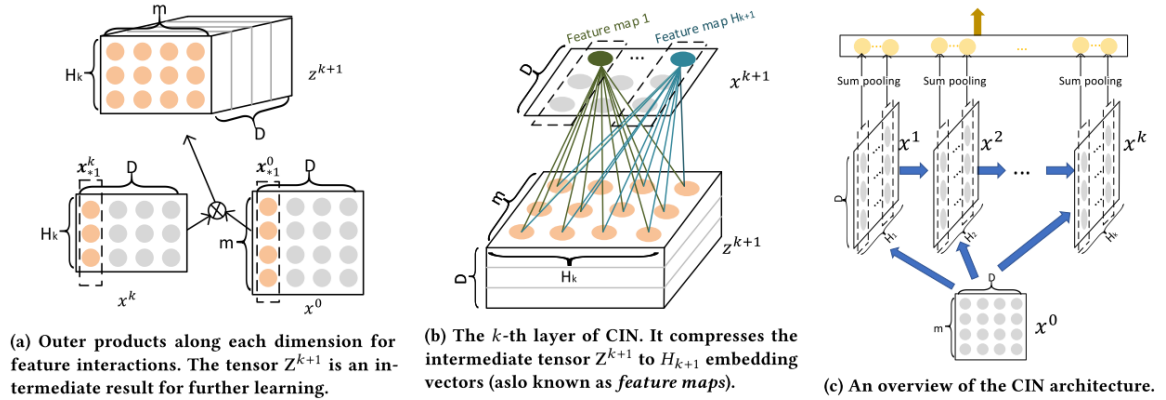 m
H_k
z^{k+1}
D
x^k_{*1}
D
x^0_{*1}
D
H_k
m
x^k
x^0
(a) Outer products along each dimension for
feature interactions. The tensor Z^{k+1} is an in-
termediate result for further learning.
Feature map 1
Feature map H_{k+1}
D
...
x^{k+1}
m
H_k
D
z^{k+1}
(b) The k-th layer of CIN. It compresses the
intermediate tensor Z^{k+1} to H_{k+1} embedding
vectors (aslo known as feature maps).
...
Sum pooling
Sum pooling
Sum pooling
x^1
x^2
x^k
D
...
H_1
H_2
H_k
D
m
x^0
(c) An overview of the CIN architecture.